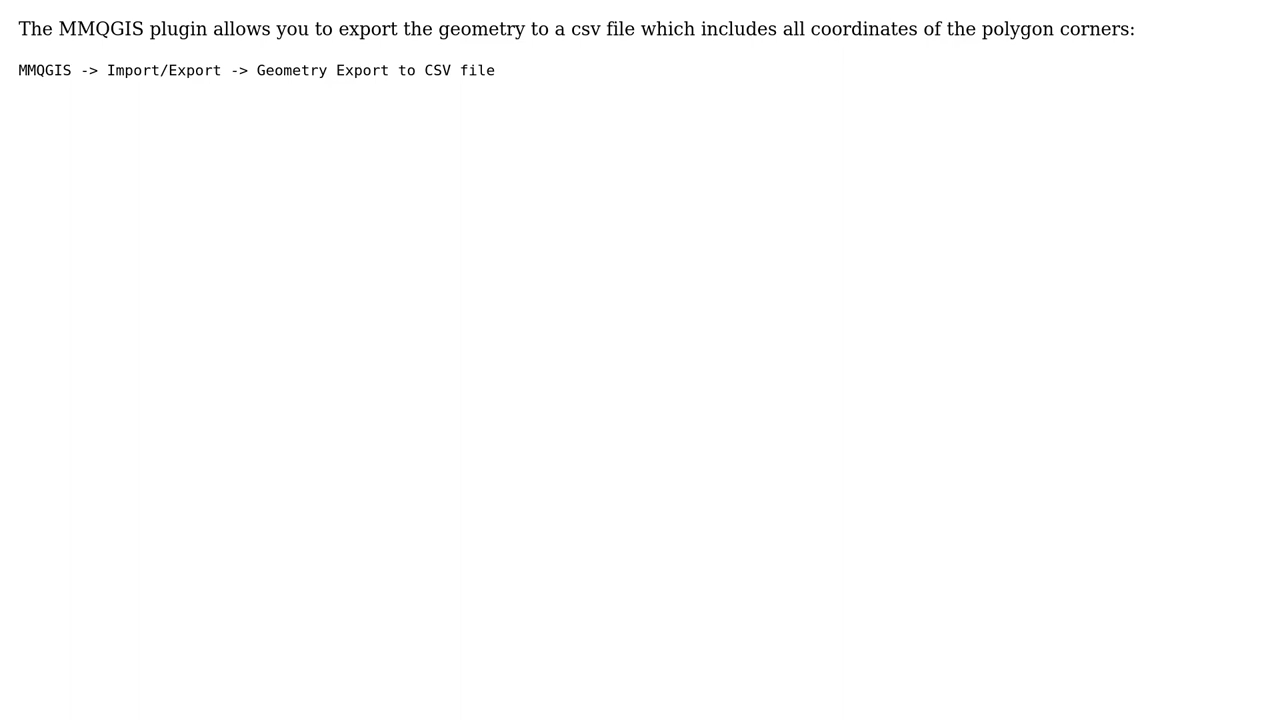 The MMQGIS plugin allows you to export the geometry to a csv file which includes all coordinates of the polygon corners:
MMQGIS -> Import/Export -> Geometry Export to CSV file